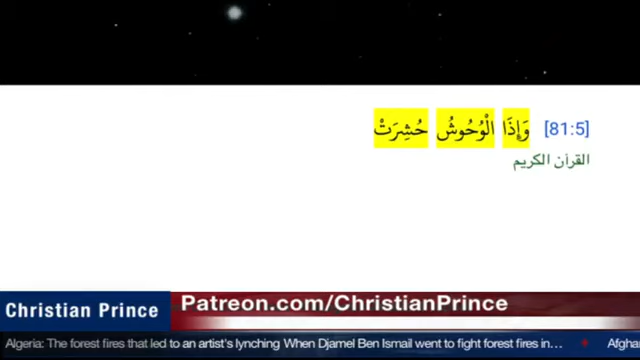 وَإِذَا الْوُحُوشُ حُشِرَتْ [81:5]
القرآن الكريم
Christian Prince
Patreon.com/ChristianPrince
Algeria: The forest fires that led to an artist's lynching When Djamel Ben Ismail went to fight forest fires in… Afgha